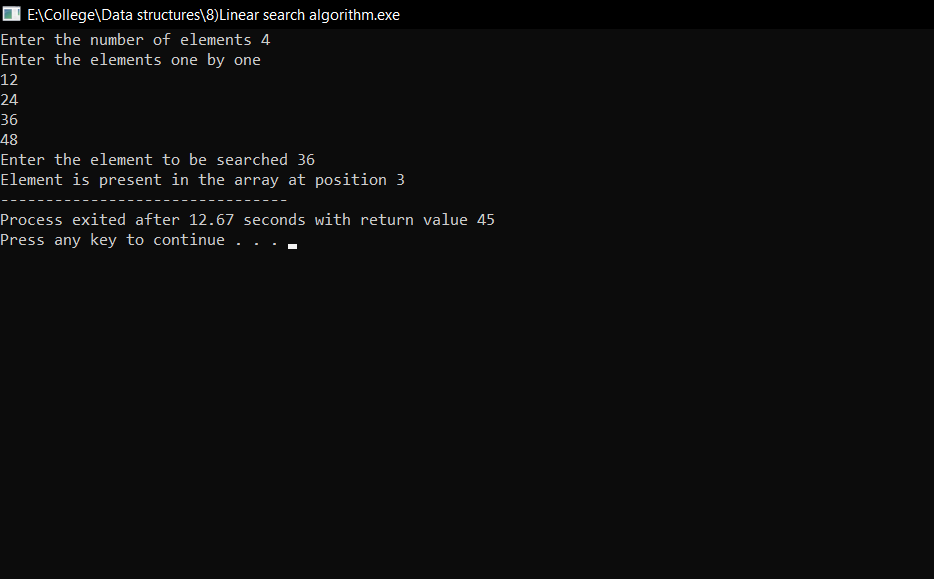 E:\College\Data structures\8)Linear search algorithm.exe
Enter the number of elements 4
Enter the elements one by one
12
24
36
48
Enter the element to be searched 36
Element is present in the array at position 3
--------------------------------
Process exited after 12.67 seconds with return value 45
Press any key to continue . . .